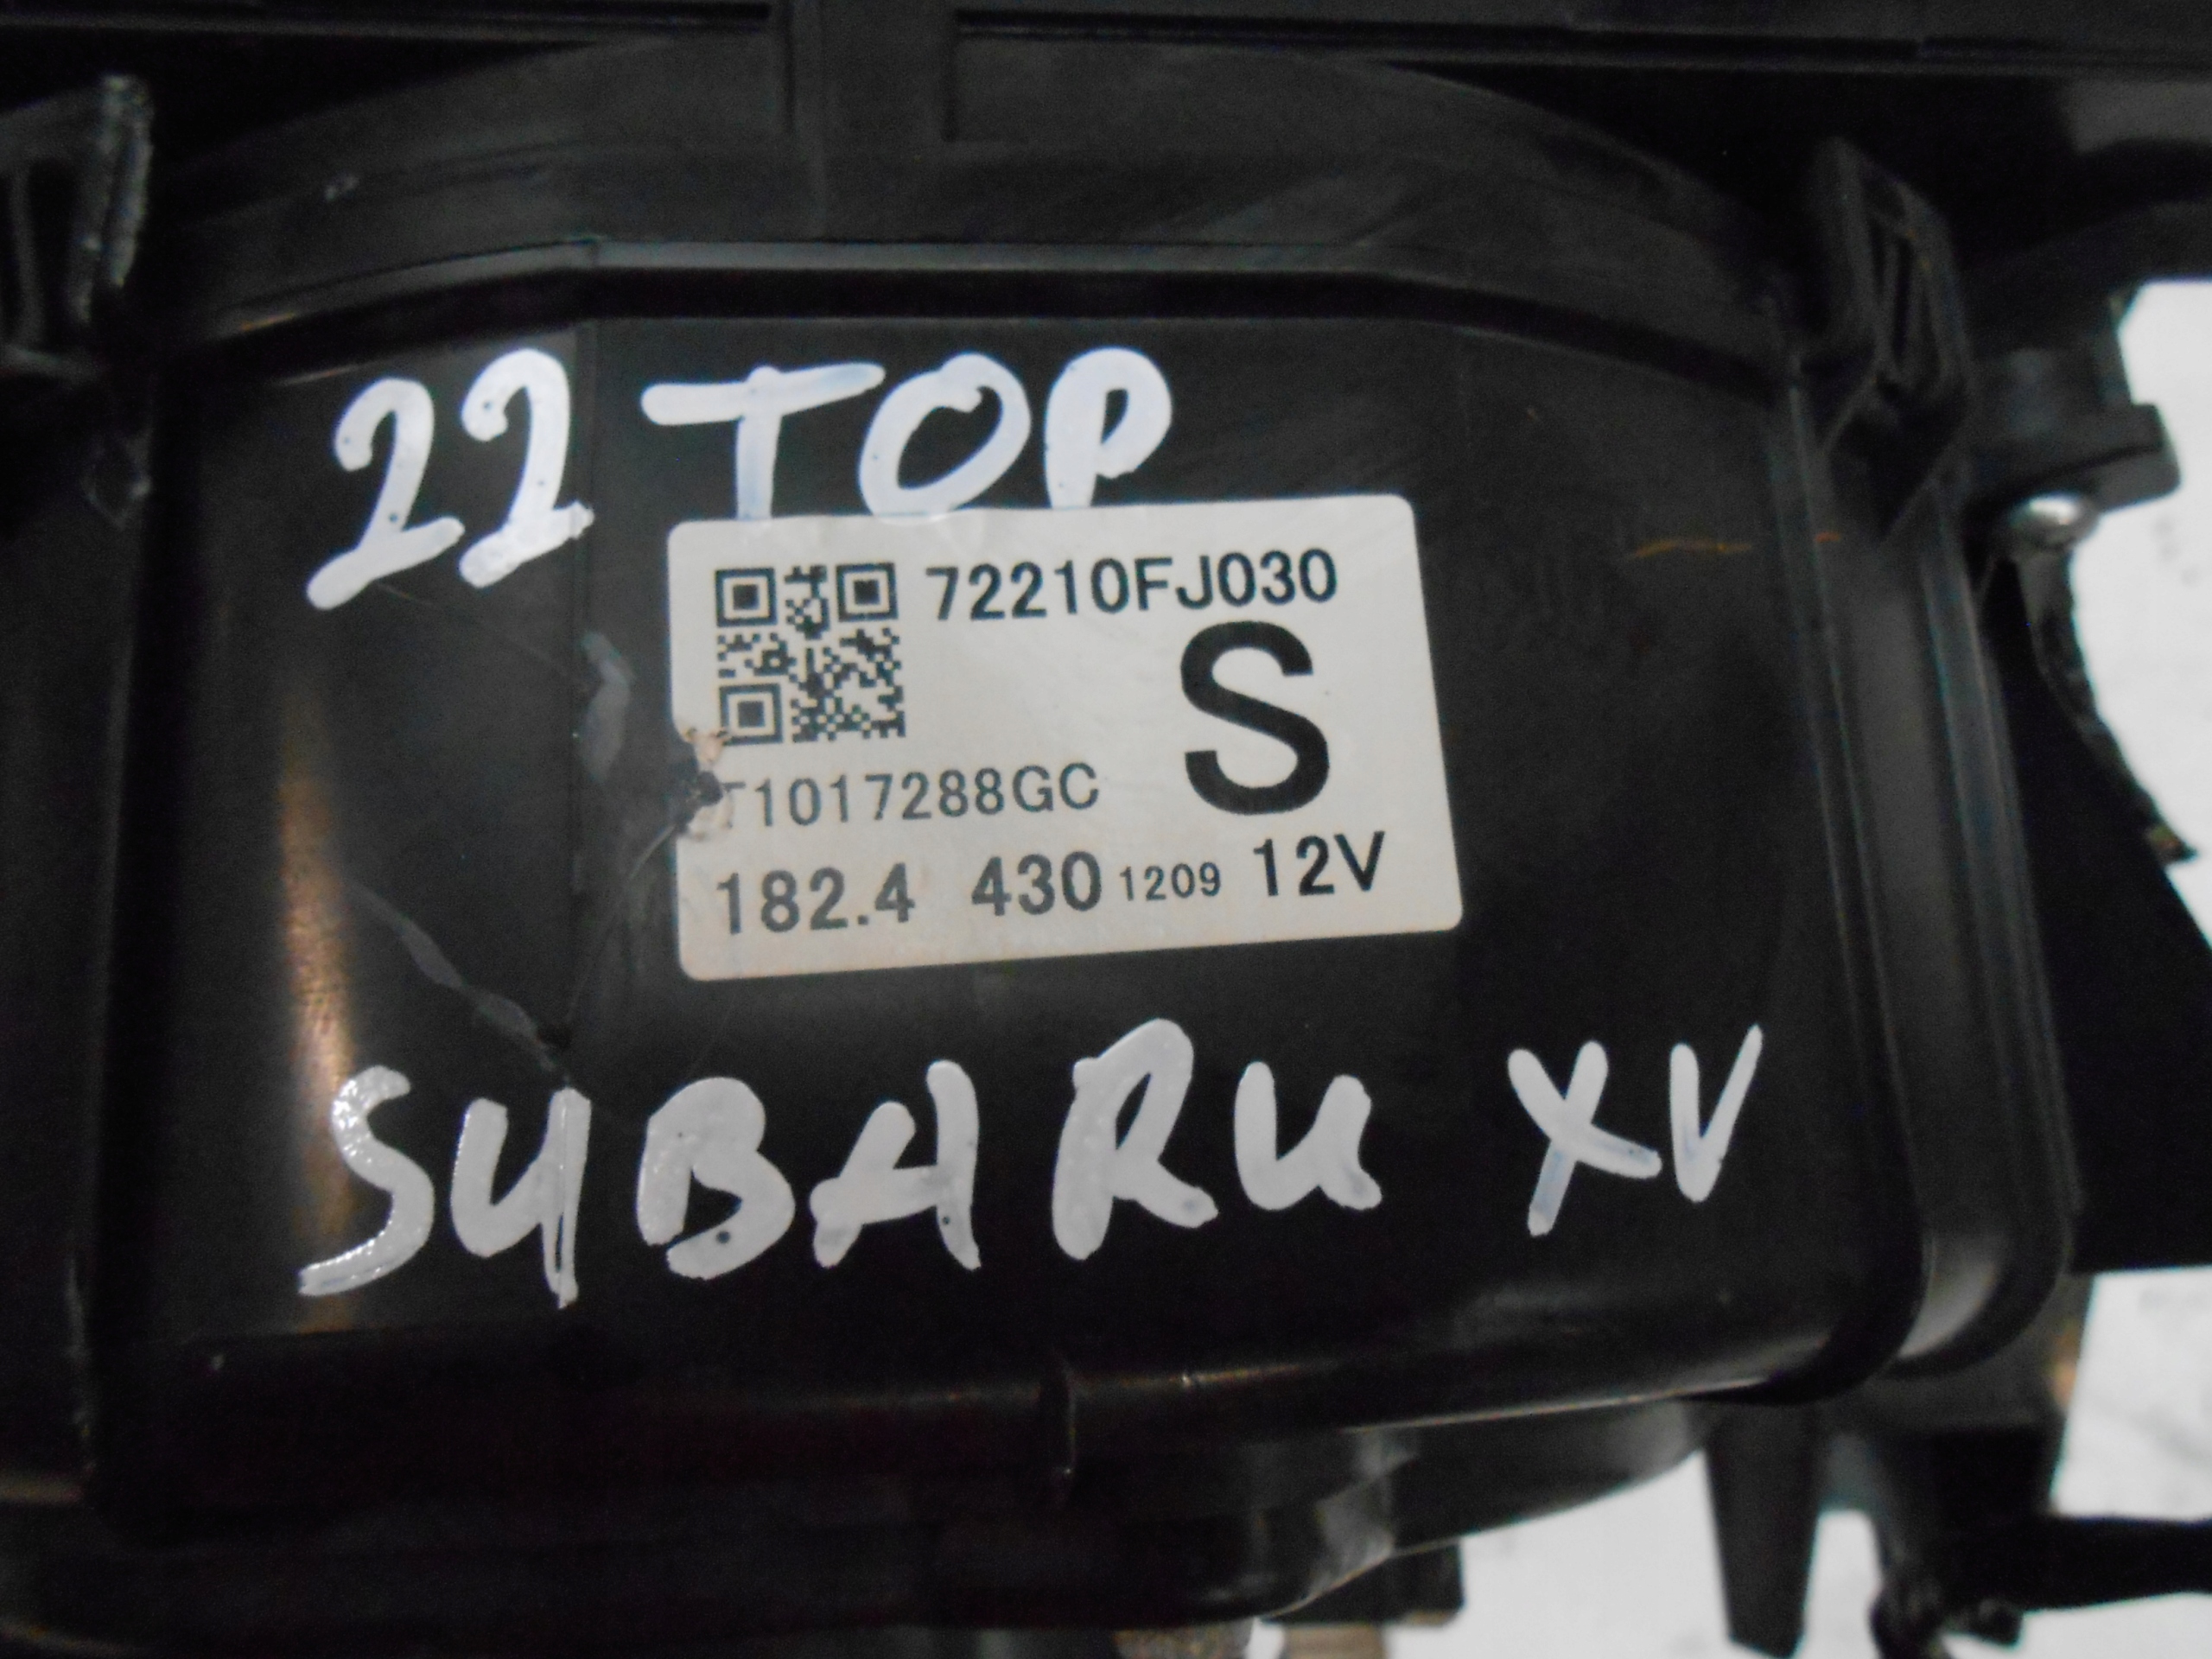 22 TOP
72210FJ030
S
T1017288GC
182.4 430 1209 12V
SUBARU XV